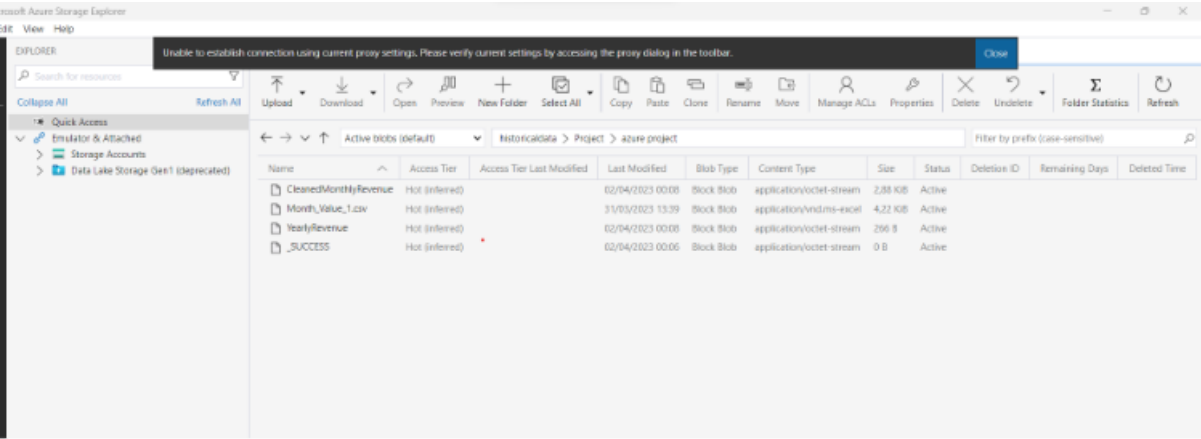 rosoft Azure Storage Explorer
Edit View Help
EXPLORER
Unable to establish connection using current proxy settings. Please verify current settings by accessing the proxy dialog in the toolbar.
Close
Search for resources
Collapse All Refresh All
Quick Access
Emulator & Attached
Storage Accounts
Data Lake Storage Gen1 (deprecated)
Upload Download Open Preview New Folder Select All Copy Paste Clone Rename Move Manage ACLs Properties Delete Undelete Folder Statistics Refresh
Active blobs (default) historicaldata > Project > azure project Filter by prefix (case-sensitive)
Name Access Tier Access Tier Last Modified Last Modified Blob Type Content Type Size Status Deletion ID Remaining Days Deleted Time
CleanedMonthlyRevenue Hot (inferred) 02/04/2023 00:08 Block Blob application/octet-stream 2.88 KiB Active
Month_Value_1.csv Hot (inferred) 31/03/2023 13:39 Block Blob application/vnd.ms-excel 4.22 KiB Active
YearlyRevenue Hot (inferred) 02/04/2023 00:08 Block Blob application/octet-stream 266 B Active
_SUCCESS Hot (inferred) 02/04/2023 00:06 Block Blob application/octet-stream 0 B Active